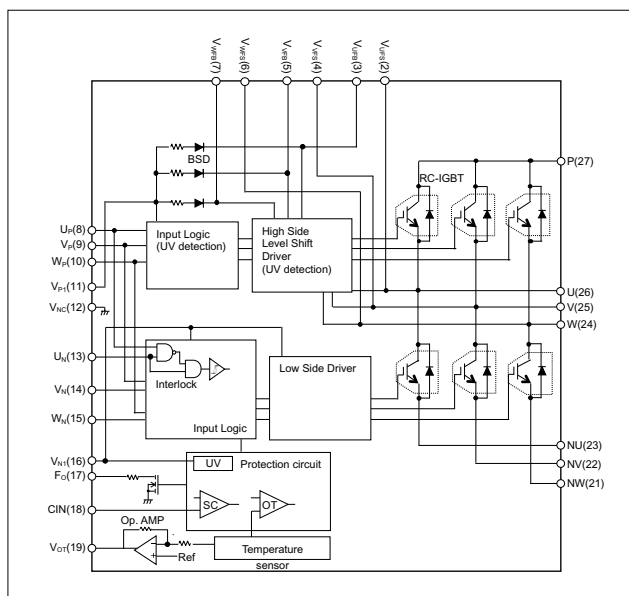 VWFB(7)
VWFS(6)
VVFB(5)
VVFS(4)
VUFB(3)
VUFS(2)
BSD
RC-IGBT
P(27)
UP(8)
VP(9)
WP(10)
VP1(11)
VNC(12)
Input Logic
(UV detection)
High Side
Level Shift
Driver
(UV detection)
U(26)
V(25)
W(24)
UN(13)
VN(14)
WN(15)
Interlock
Input Logic
Low Side Driver
NU(23)
NV(22)
NW(21)
VN1(16)
FO(17)
CIN(18)
VOT(19)
UV
Protection circuit
SC
OT
Op. AMP
Ref
Temperature
sensor